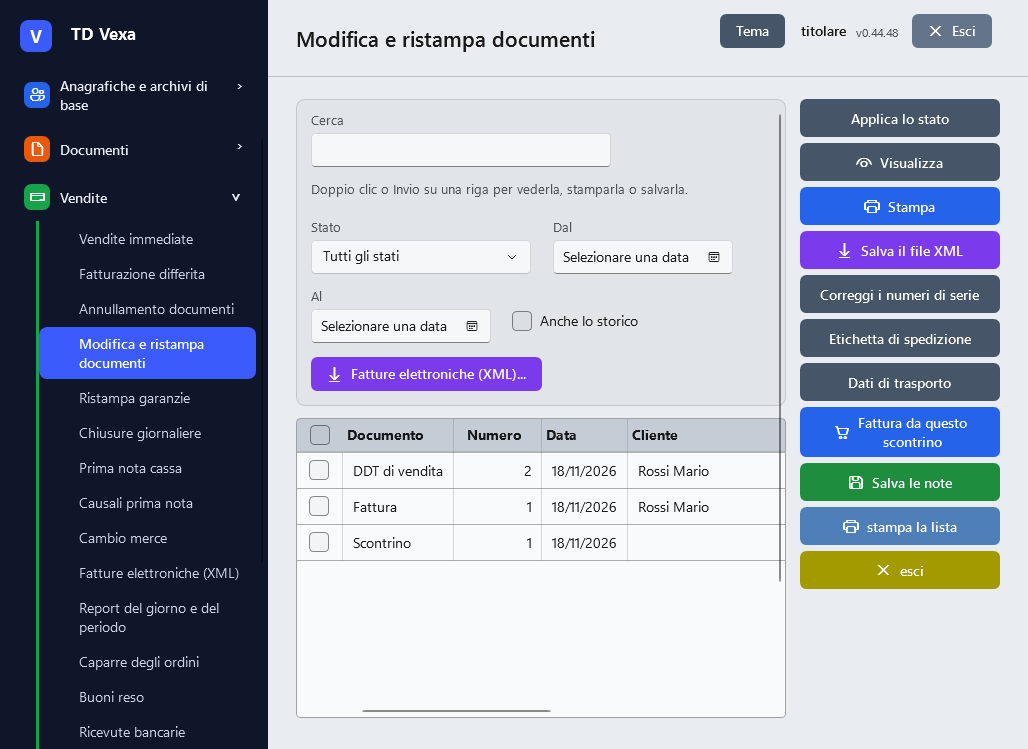 V TD Vexa
Anagrafiche e archivi di
base
Documenti
Vendite
Vendite immediate
Fatturazione differita
Annullamento documenti
Modifica e ristampa
documenti
Ristampa garanzie
Chiusure giornaliere
Prima nota cassa
Causali prima nota
Cambio merce
Fatture elettroniche (XML)
Report del giorno e del
periodo
Caparre degli ordini
Buoni reso
Ricevute bancarie
Modifica e ristampa documenti
Tema titolare v0.44.48 Esci
Cerca
Doppio clic o Invio su una riga per vederla, stamparla o salvarla.
Stato Dal
Tutti gli stati Selezionare una data
Al
Selezionare una data Anche lo storico
Fatture elettroniche (XML)...
Documento Numero Data Cliente
DDT di vendita 2 18/11/2026 Rossi Mario
Fattura 1 18/11/2026 Rossi Mario
Scontrino 1 18/11/2026
Applica lo stato
Visualizza
Stampa
Salva il file XML
Correggi i numeri di serie
Etichetta di spedizione
Dati di trasporto
Fattura da questo
scontrino
Salva le note
stampa la lista
esci